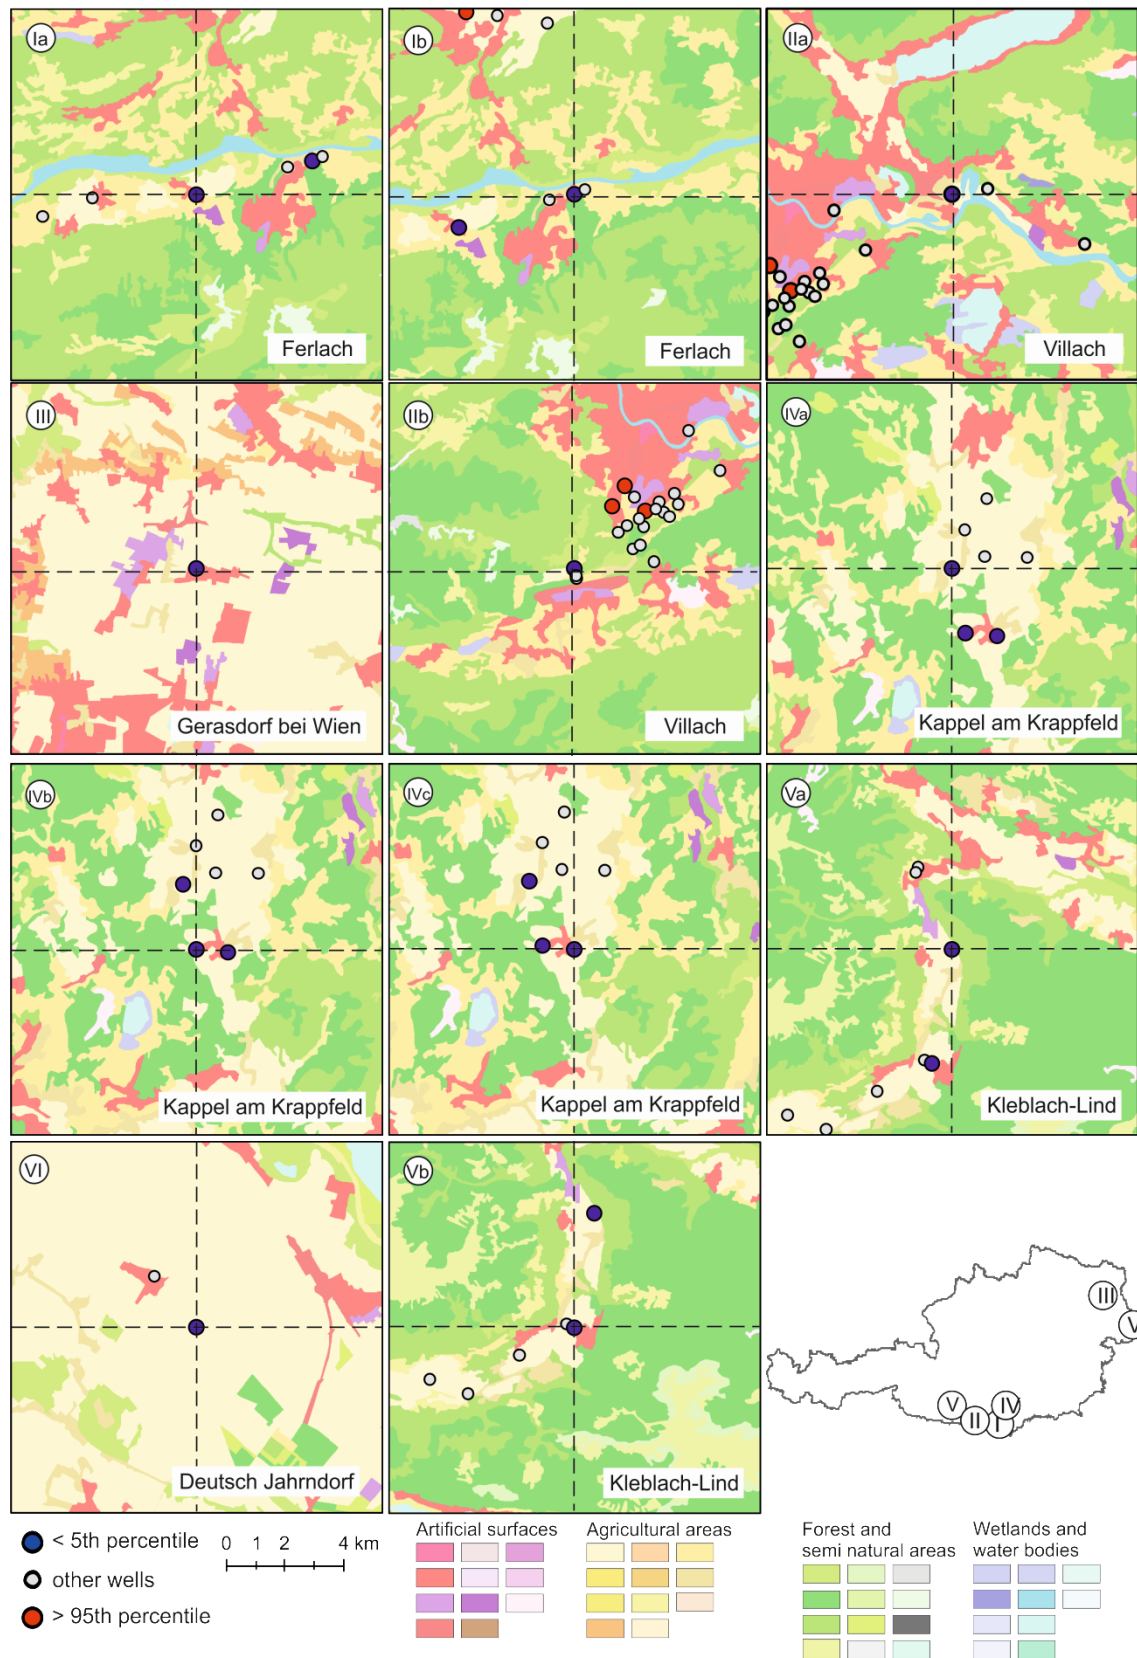 Ia
Ib
IIa
Ferlach
Ferlach
Villach
III
IIb
IVa
Gerasdorf bei Wien
Villach
Kappel am Krappfeld
IVb
IVc
Va
Kappel am Krappfeld
Kappel am Krappfeld
Kleblach-Lind
VI
Vb
Deutsch Jahrndorf
Kleblach-Lind
III
V
V
IV
II
I
< 5th percentile
other wells
> 95th percentile
0 1 2 4 km
Artificial surfaces
Agricultural areas
Forest and
semi natural areas
Wetlands and
water bodies